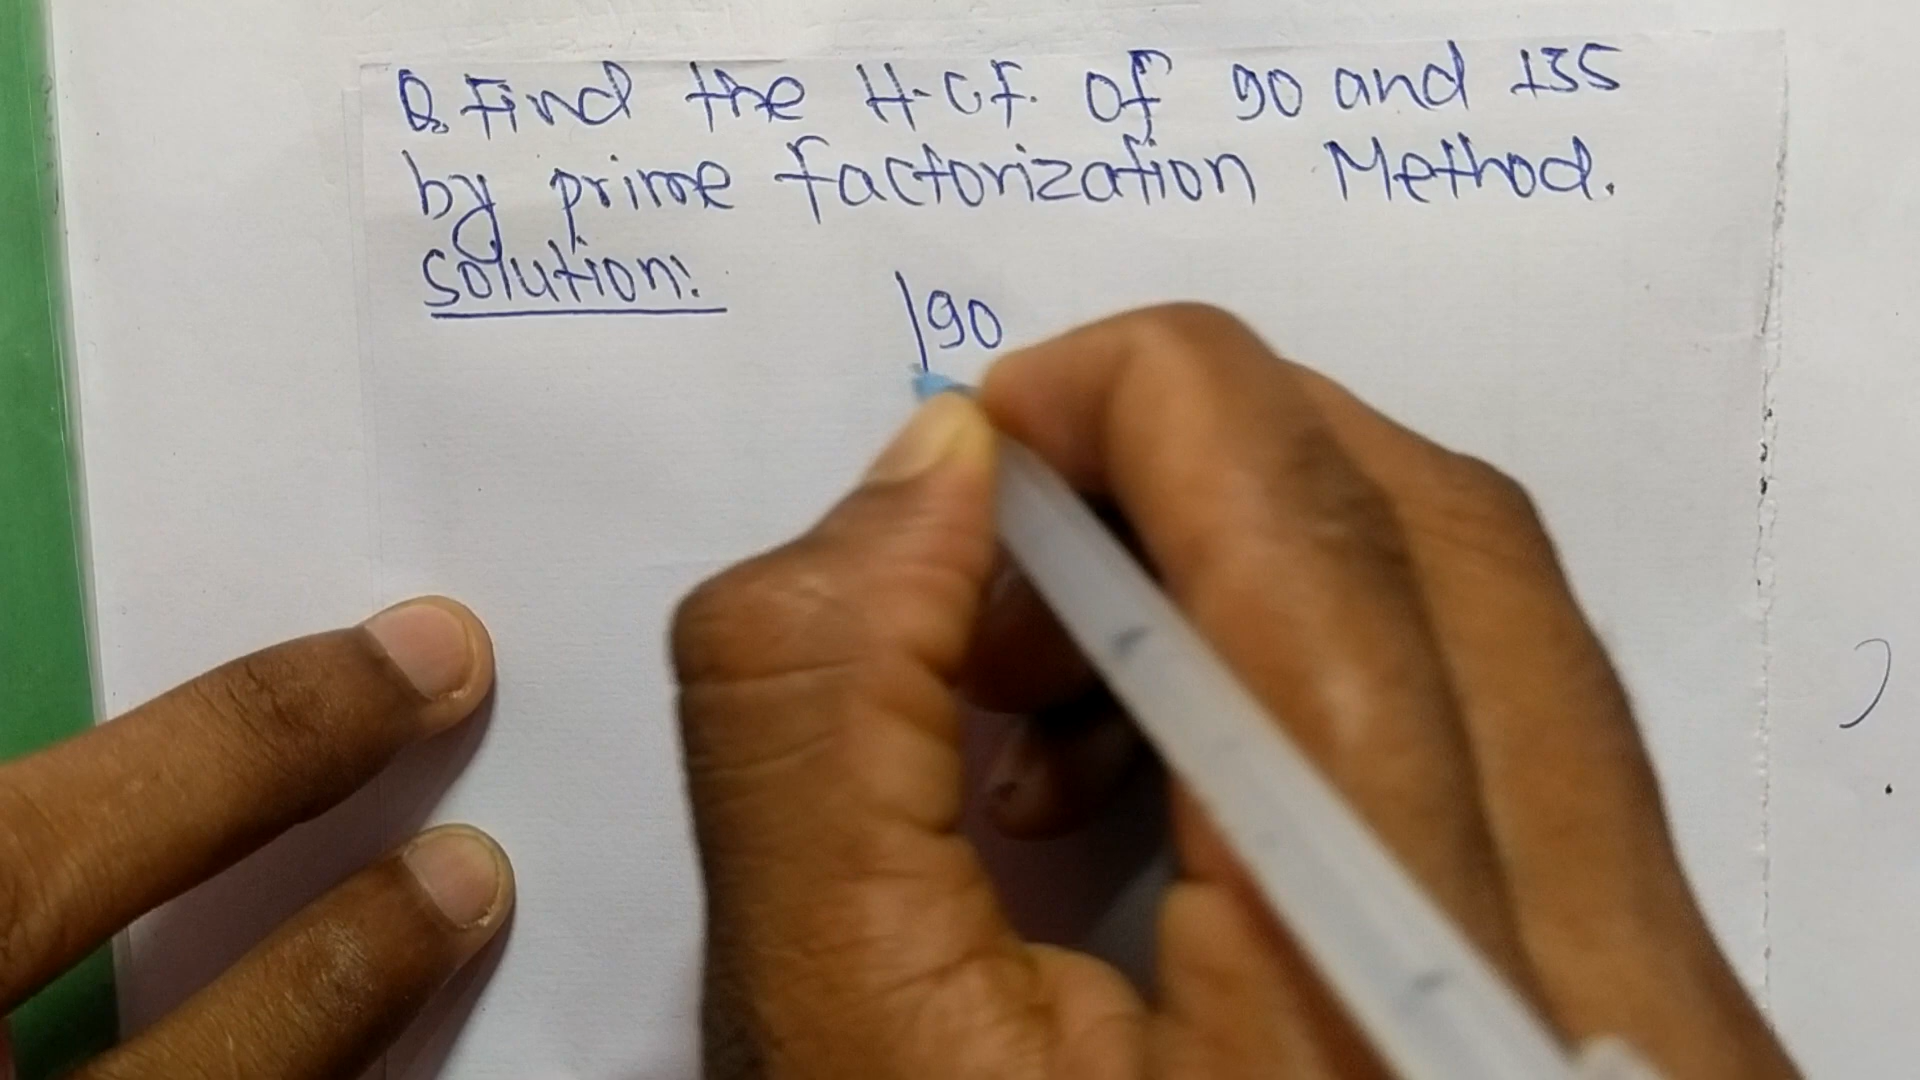 Q. Find the H.C.F. Of 90 and 135
by prime factorization Method.
Solution:
90